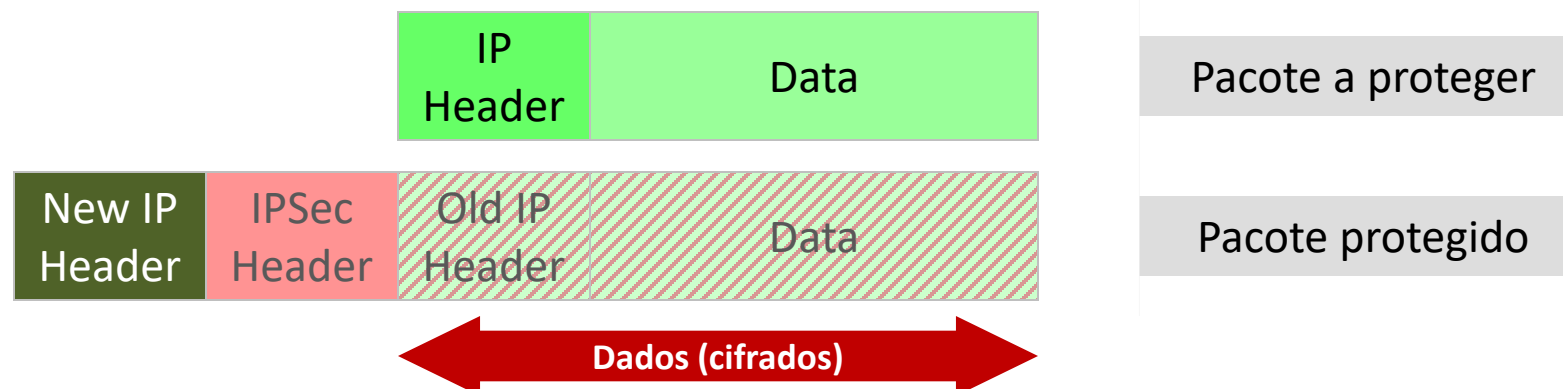 IP
Header
Data
Pacote a proteger
New IP
Header
IPSec
Header
Old IP
Header
Data
Pacote protegido
Dados (cifrados)